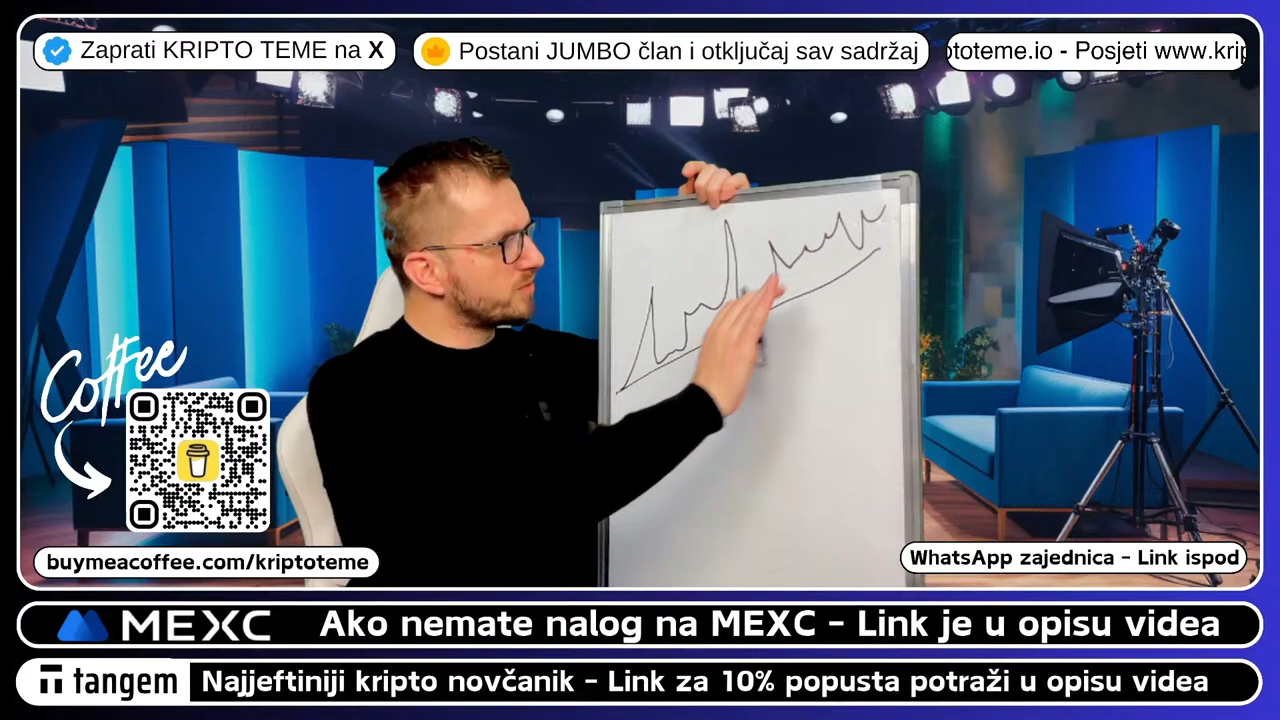 Zaprati KRIPTO TEME na X
Postani JUMBO član i otključaj sav sadržaj
ototeme.io - Posjeti www.krip
Coffee
buymeacoffee.com/kriptoteme
WhatsApp zajednica - Link ispod
MEXC Ako nemate nalog na MEXC - Link je u opisu videa
tangem Najjeftiniji kripto novčanik - Link za 10% popusta potraži u opisu videa